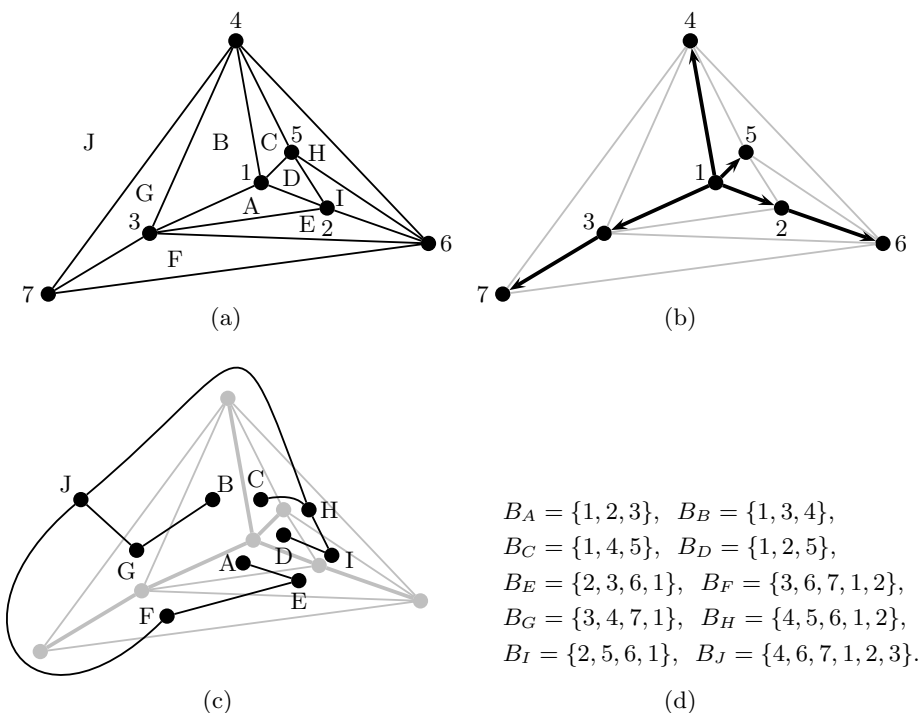 4
4
J
B
C
5
H
5
1
D
1
G
I
3
A
3
E
2
2
F
6
6
7
7
(a)
(b)
J
B
C
H
D
I
G
A
E
F
B_A = {1, 2, 3}, B_B = {1, 3, 4},
B_C = {1, 4, 5}, B_D = {1, 2, 5},
B_E = {2, 3, 6, 1}, B_F = {3, 6, 7, 1, 2},
B_G = {3, 4, 7, 1}, B_H = {4, 5, 6, 1, 2},
B_I = {2, 5, 6, 1}, B_J = {4, 6, 7, 1, 2, 3}.
(c)
(d)